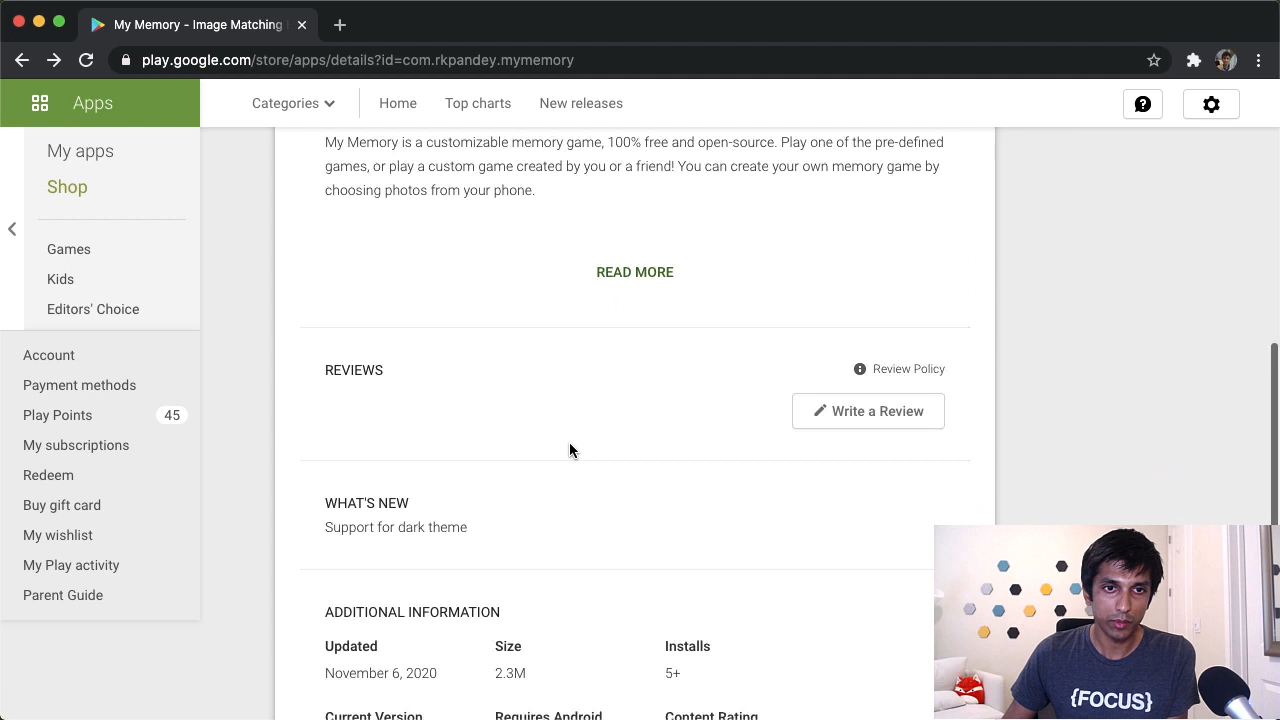 My Memory - Image Matching
play.google.com/store/apps/details?id=com.rkpandey.mymemory
Apps
Categories
Home
Top charts
New releases
My apps
Shop
Games
Kids
Editors' Choice
Account
Payment methods
Play Points 45
My subscriptions
Redeem
Buy gift card
My wishlist
My Play activity
Parent Guide
My Memory is a customizable memory game, 100% free and open-source. Play one of the pre-defined
games, or play a custom game created by you or a friend! You can create your own memory game by
choosing photos from your phone.
READ MORE
REVIEWS
Review Policy
Write a Review
WHAT'S NEW
Support for dark theme
ADDITIONAL INFORMATION
Updated Size Installs
November 6, 2020 2.3M 5+
Current Version Requires Android Content Rating
{FOCUS}